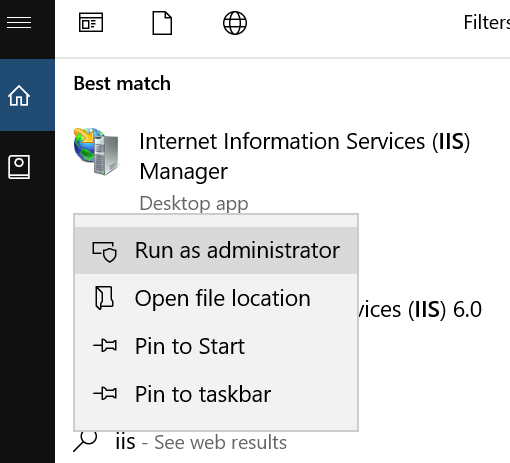 Filters
Best match
Internet Information Services (IIS)
Manager
Desktop app
Run as administrator
Open file location
vices (IIS) 6.0
Pin to Start
Pin to taskbar
iis - See web results